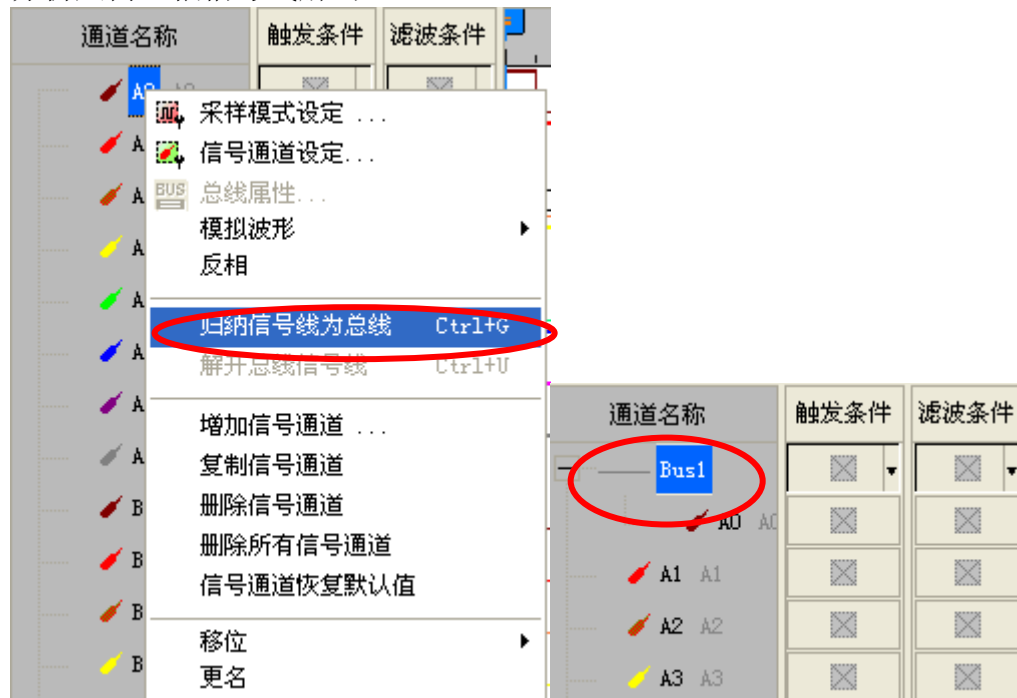 通道名称 触发条件 滤波条件
采样模式设定 ...
A
信号通道设定...
A
BUS 总线属性...
A
模拟波形
A
反相
A
归纳信号线为总线 Ctrl+G
A
解开总线信号线 Ctrl+U
A
增加信号通道 ...
A
复制信号通道
B
删除信号通道
删除所有信号通道
B
信号通道恢复默认值
B
移位
B
更名
通道名称 触发条件 滤波条件
Bus1
A0
A1 A1
A2 A2
A3 A3